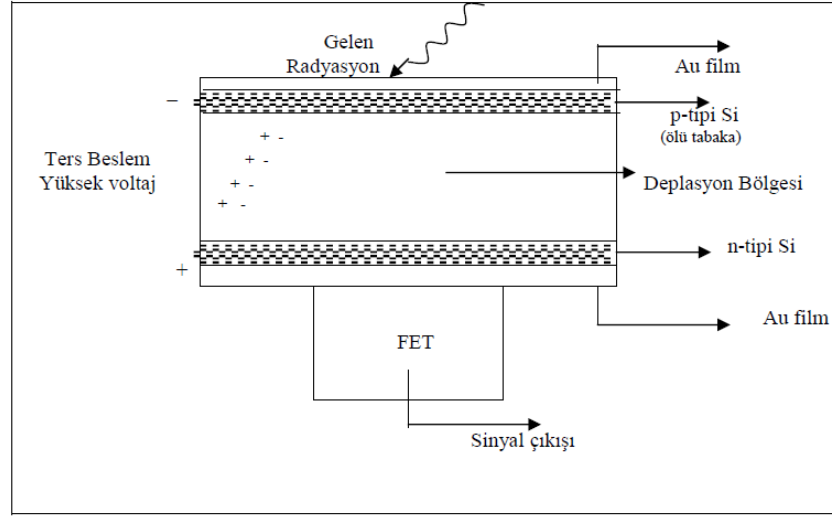 Gelen
Radyasyon
Au film
p-tipi Si
(ölü tabaka)
−
+ -
+ -
+ -
+ -
Ters Beslem
Yüksek voltaj
Deplasyon Bölgesi
+
n-tipi Si
Au film
FET
Sinyal çıkışı